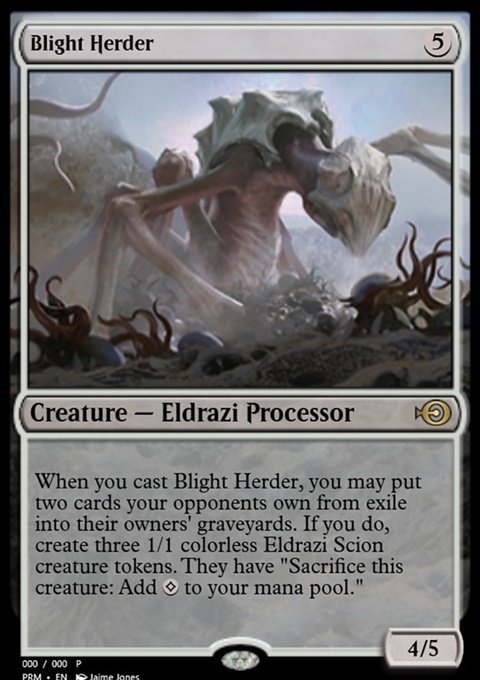 Blight Herder 5
Creature — Eldrazi Processor
When you cast Blight Herder, you may put
two cards your opponents own from exile
into their owners' graveyards. If you do,
create three 1/1 colorless Eldrazi Scion
creature tokens. They have "Sacrifice this
creature: Add ◇ to your mana pool."
4/5
000 / 000 P
PRM • EN Jaime Jones